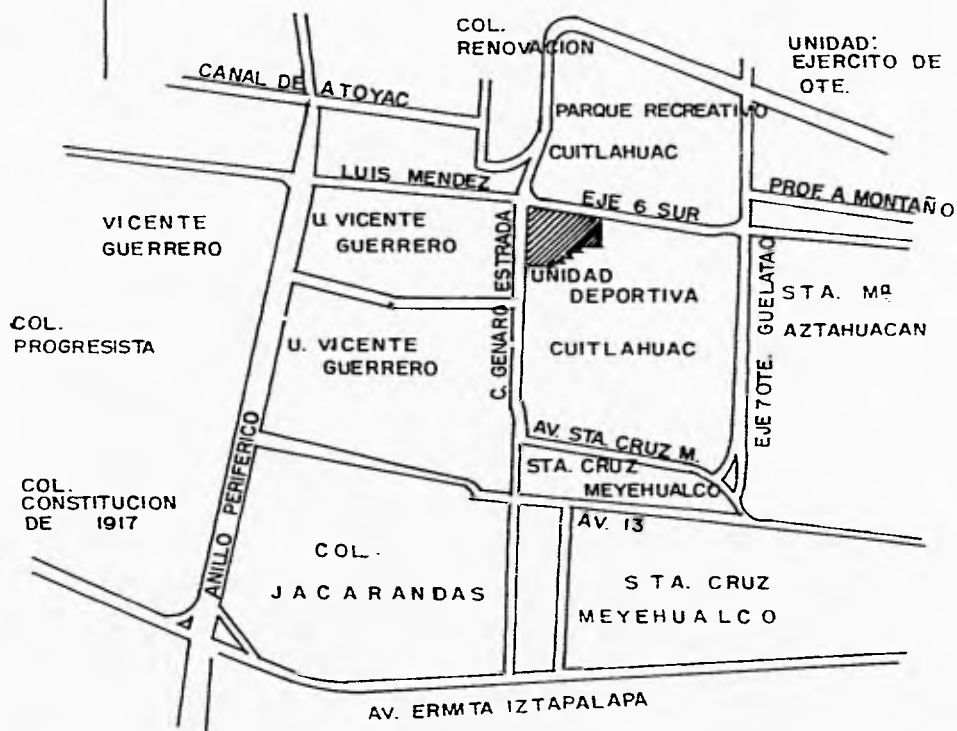 COL.
RENOVACION
UNIDAD:
EJERCITO DE
OTE.
CANAL DE ATOYAC
PARQUE RECREATIVO
CUITLAHUAC
LUIS MENDEZ
EJE 6 SUR
PROF. A MONTAÑO
VICENTE
GUERRERO
U. VICENTE
GUERRERO
C. GENARO ESTRADA
UNIDAD
DEPORTIVA
CUITLAHUAC
EJE 7 OTE. GUELATAO
STA. Mª
AZTAHUACAN
COL.
PROGRESISTA
U. VICENTE
GUERRERO
ANILLO PERIFERICO
AV. STA. CRUZ M.
STA. CRUZ
MEYEHUALCO
COL.
CONSTITUCION
DE 1917
AV. 13
COL.
JACARANDAS
STA. CRUZ
MEYEHUALCO
AV. ERMITA IZTAPALAPA